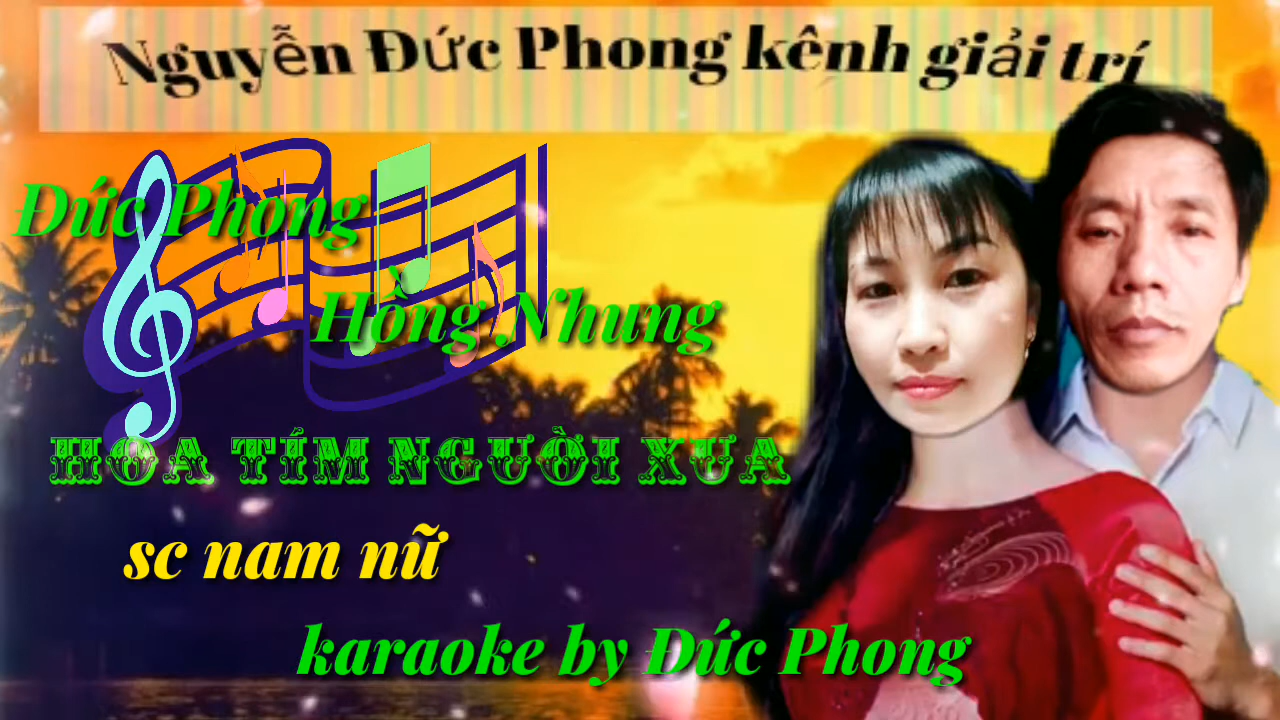 Nguyễn Đức Phong kênh giải trí
Đức Phong
Hồng Nhung
HOA TÍM NGƯỜI XƯA
sc nam nữ
karaoke by Đức Phong